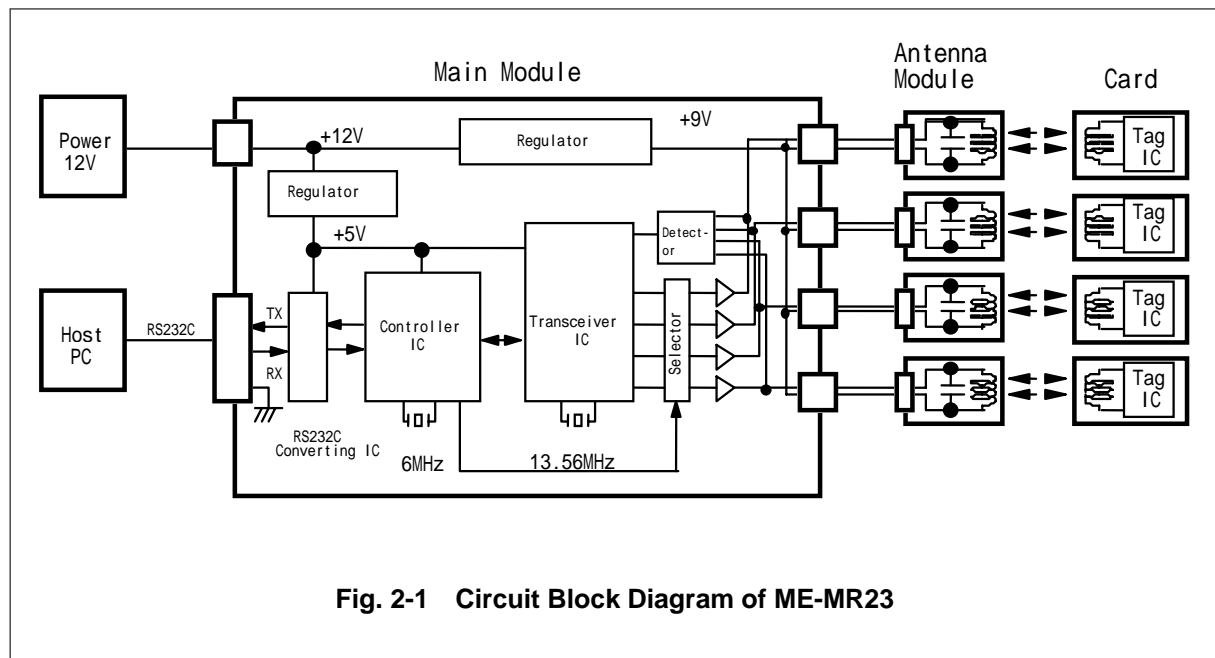 Main Module
Antenna
Module
Card
Power
12V
+12V
Regulator
+9V
Regulator
+5V
Detect-
or
Host
PC
RS232C
TX
RX
RS232C
Converting IC
Controller
IC
6MHz
Transceiver
IC
13.56MHz
Selector
Tag
IC
Tag
IC
Tag
IC
Tag
IC
Fig. 2-1 Circuit Block Diagram of ME-MR23